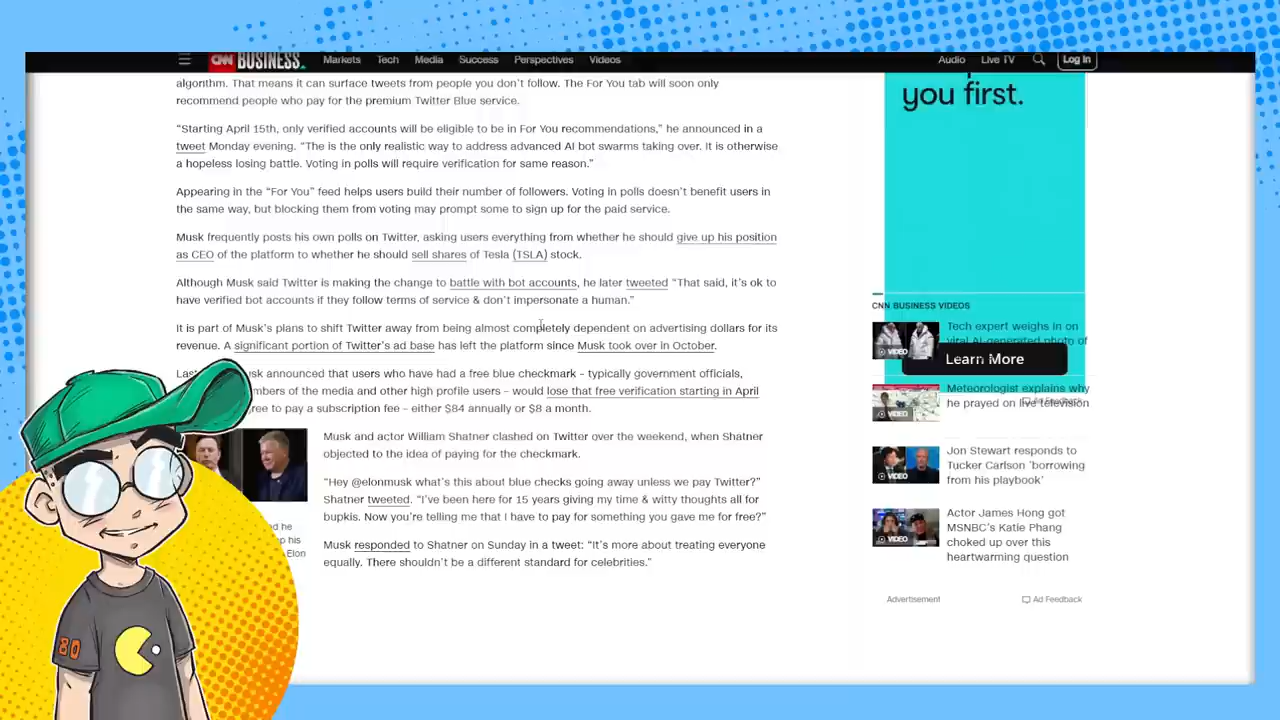 CNN BUSINESS
Markets Tech Media Success Perspectives Videos
Audio Live TV Log In
algorithm. That means it can surface tweets from people you don't follow. The For You tab will soon only
recommend people who pay for the premium Twitter Blue service.
“Starting April 15th, only verified accounts will be eligible to be in For You recommendations,” he announced in a
tweet Monday evening. “The is the only realistic way to address advanced AI bot swarms taking over. It is otherwise
a hopeless losing battle. Voting in polls will require verification for same reason.”
Appearing in the “For You” feed helps users build their number of followers. Voting in polls doesn't benefit users in
the same way, but blocking them from voting may prompt some to sign up for the paid service.
Musk frequently posts his own polls on Twitter, asking users everything from whether he should give up his position
as CEO of the platform to whether he should sell shares of Tesla (TSLA) stock.
Although Musk said Twitter is making the change to battle with bot accounts, he later tweeted “That said, it's ok to
have verified bot accounts if they follow terms of service & don't impersonate a human.”
It is part of Musk's plans to shift Twitter away from being almost completely dependent on advertising dollars for its
revenue. A significant portion of Twitter's ad base has left the platform since Musk took over in October.
announced that users who have had a free blue checkmark – typically government officials,
members of the media and other high profile users – would lose that free verification starting in April
to pay a subscription fee – either $84 annually or $8 a month.
Musk and actor William Shatner clashed on Twitter over the weekend, when Shatner
objected to the idea of paying for the checkmark.
“Hey @elonmusk what's this about blue checks going away unless we pay Twitter?”
Shatner tweeted. “I've been here for 15 years giving my time & witty thoughts all for
bupkis. Now you're telling me that I have to pay for something you gave me for free?”
Musk responded to Shatner on Sunday in a tweet: “It's more about treating everyone
equally. There shouldn't be a different standard for celebrities.”
he
his
Elon
80
you first.
CNN BUSINESS VIDEOS
VIDEO
Tech expert weighs in on
viral AI-generated photo of
Learn More
VIDEO
Meteorologist explains why
he prayed on live television
Ad Feedback
VIDEO
Jon Stewart responds to
Tucker Carlson 'borrowing
from his playbook'
VIDEO
Actor James Hong got
MSNBC's Katie Phang
choked up over this
heartwarming question
Advertisement
Ad Feedback